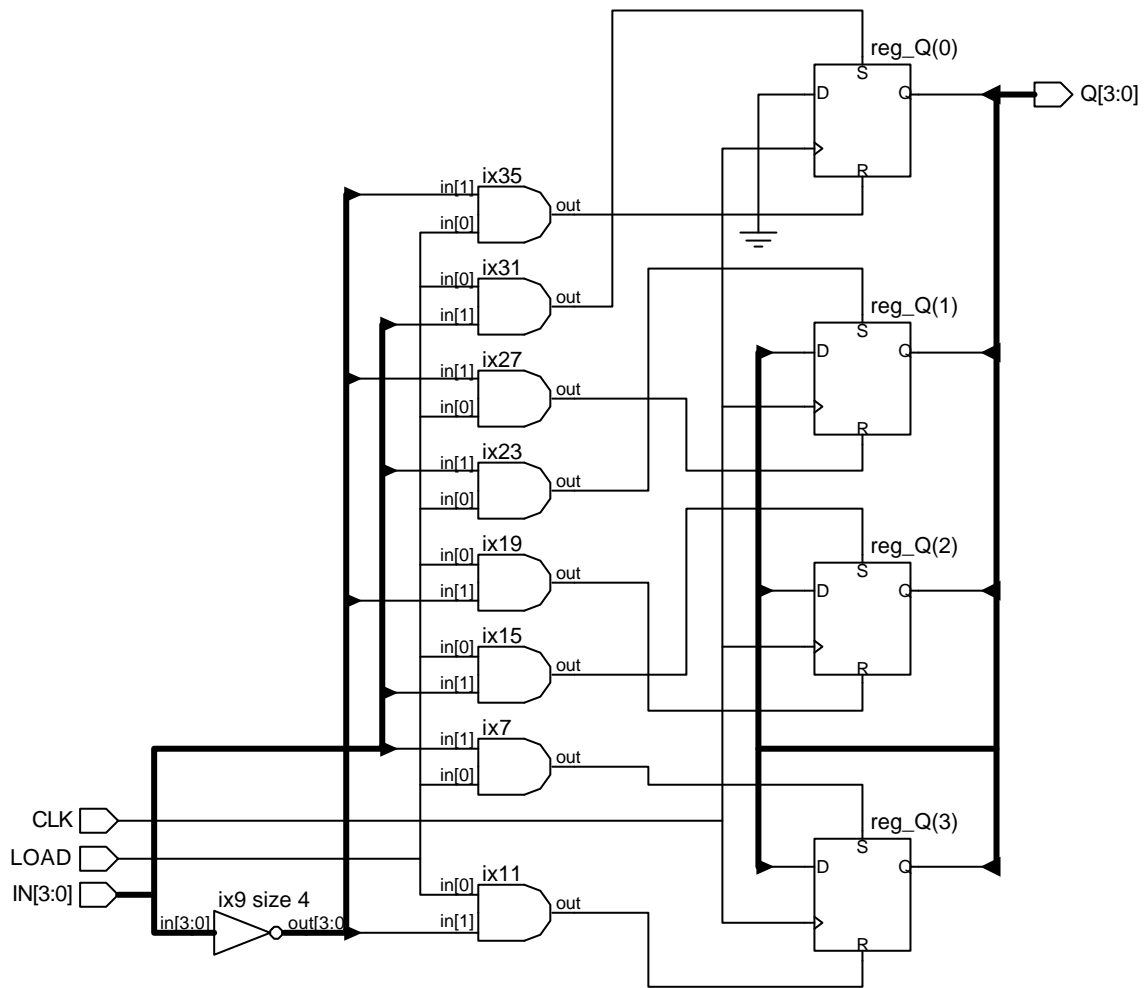 reg_Q(0)
S
D
Q
R
Q[3:0]
ix35
in[1]
in[0]
out
ix31
in[0]
in[1]
out
reg_Q(1)
S
D
Q
R
ix27
in[1]
in[0]
out
ix23
in[1]
in[0]
out
reg_Q(2)
S
D
Q
R
ix19
in[0]
in[1]
out
ix15
in[0]
in[1]
out
ix7
in[1]
in[0]
out
reg_Q(3)
S
D
Q
R
CLK
LOAD
IN[3:0]
ix11
in[0]
in[1]
out
ix9 size 4
in[3:0]
out[3:0